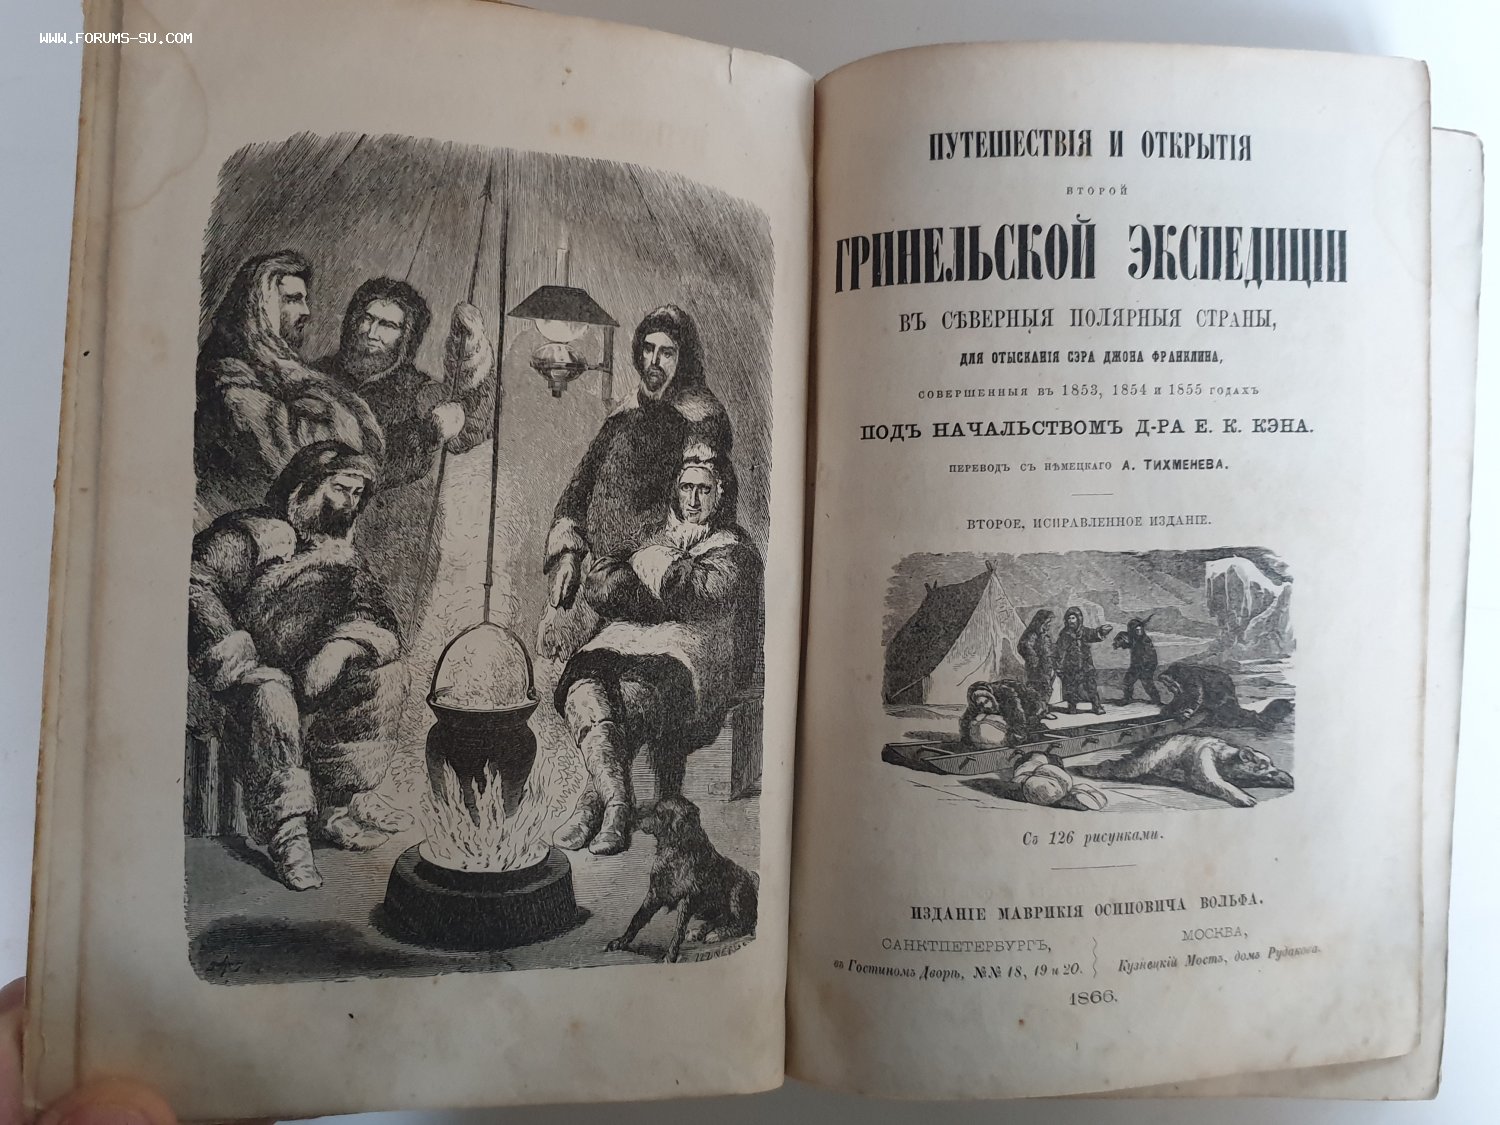 WWW.FORUMS-SU.COM
ПУТЕШЕСТВІЯ И ОТКРЫТІЯ
ВТОРОЙ
ГРИНЕЛЬСКОЙ ЭКСПЕДИЦІИ
ВЪ СѢВЕРНЫЯ ПОЛЯРНЫЯ СТРАНЫ,
ДЛЯ ОТЫСКАНІЯ СЭРА ДЖОНА ФРАНКЛИНА,
СОВЕРШЕННЫЯ ВЪ 1853, 1854 И 1855 ГОДАХЪ
ПОДЪ НАЧАЛЬСТВОМЪ Д-РА Е. К. КЭНА.
ПЕРЕВОДЪ СЪ НѢМЕЦКАГО А. ТИХМЕНЕВА.
ВТОРОЕ, ИСПРАВЛЕННОЕ ИЗДАНІЕ.
Съ 126 рисунками.
ИЗДАНІЕ МАВРИКІЯ ОСИПОВИЧА ВОЛЬФА.
САНКТПЕТЕРБУРГЪ,
въ Гостиномъ Дворѣ, №№ 18, 19 и 20.
МОСКВА,
Кузнецкій Мостъ, домъ Рудакова.
1866.